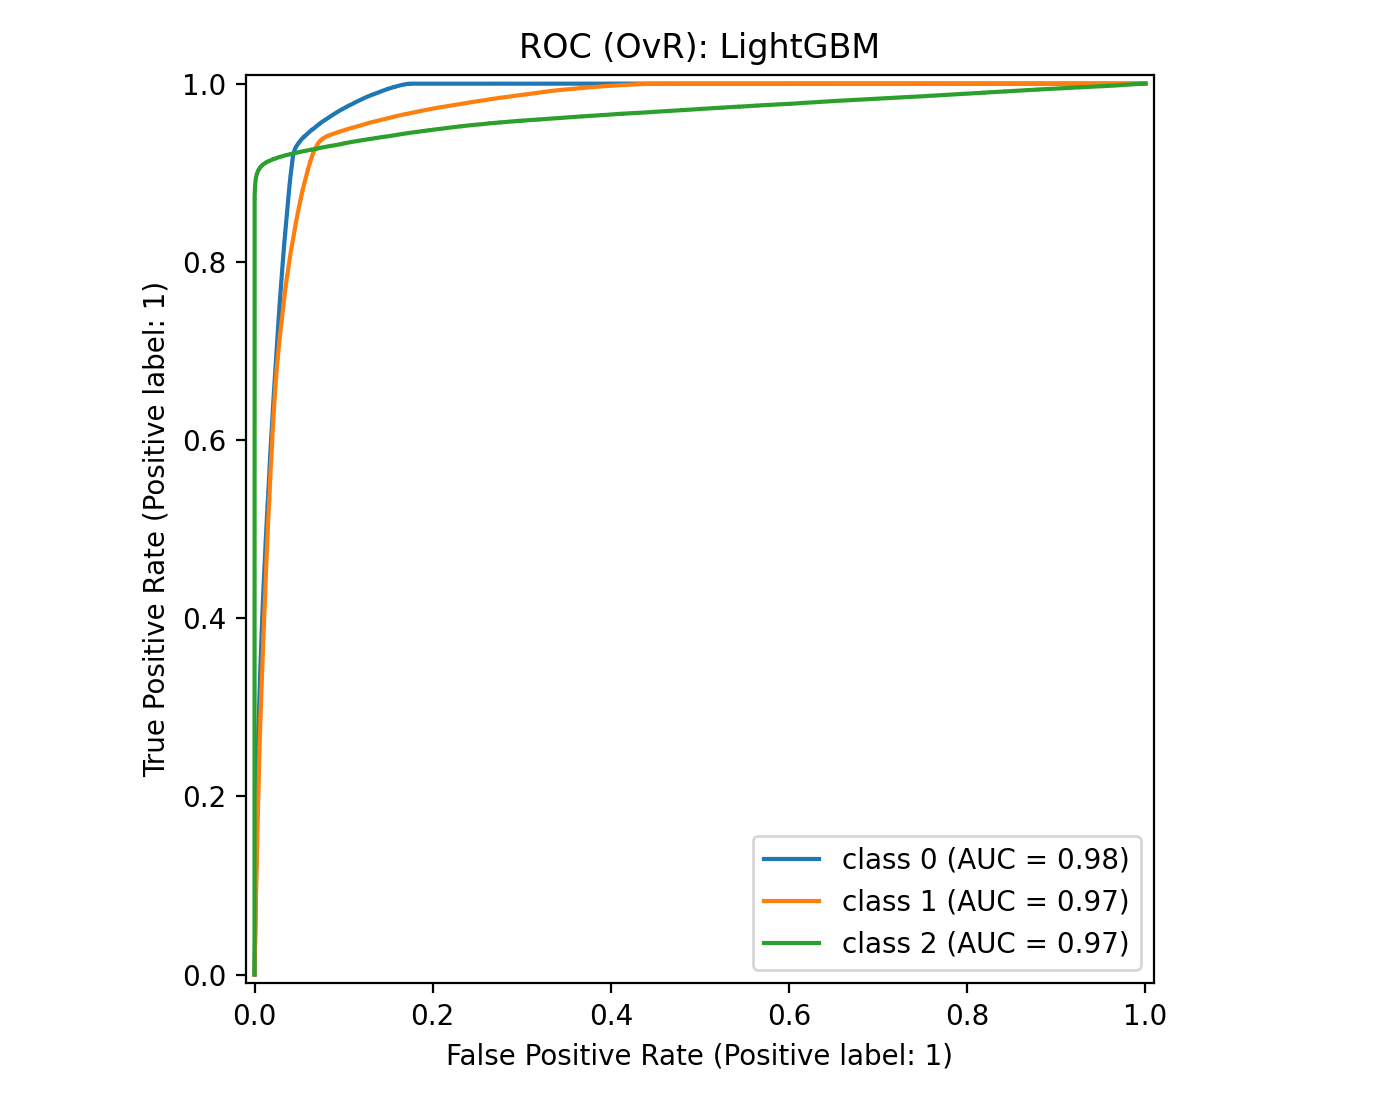 ROC (OvR): LightGBM
True Positive Rate (Positive label: 1)
1.0
0.8
0.6
0.4
0.2
0.0
class 0 (AUC = 0.98)
class 1 (AUC = 0.97)
class 2 (AUC = 0.97)
0.0 0.2 0.4 0.6 0.8 1.0
False Positive Rate (Positive label: 1)